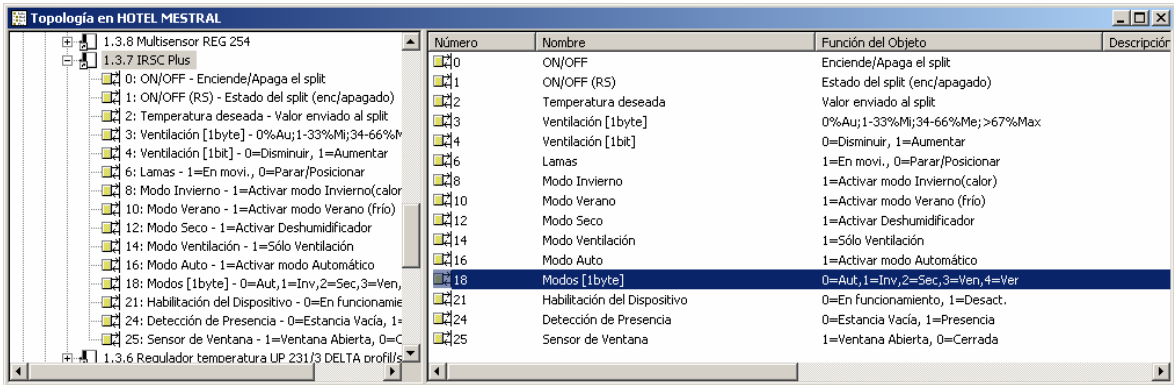 Topología en HOTEL MESTRAL
1.3.8 Multisensor REG 254
1.3.7 IRSC Plus
0: ON/OFF - Enciende/Apaga el split
1: ON/OFF (RS) - Estado del split (enc/apagado)
2: Temperatura deseada - Valor enviado al split
3: Ventilación [1byte] - 0%Au;1-33%Mi;34-66%M
4: Ventilación [1bit] - 0=Disminuir, 1=Aumentar
6: Lamas - 1=En movi., 0=Parar/Posicionar
8: Modo Invierno - 1=Activar modo Invierno(calor
10: Modo Verano - 1=Activar modo Verano (frío)
12: Modo Seco - 1=Activar Deshumidificador
14: Modo Ventilación - 1=Sólo Ventilación
16: Modo Auto - 1=Activar modo Automático
18: Modos [1byte] - 0=Aut,1=Inv,2=Sec,3=Ven,
21: Habilitación del Dispositivo - 0=En funcionamie
24: Detección de Presencia - 0=Estancia Vacía, 1=
25: Sensor de Ventana - 1=Ventana Abierta, 0=C
1.3.6 Regulador temperatura UP 231/3 DELTA profil/s
Número Nombre Función del Objeto Descripción
0 ON/OFF Enciende/Apaga el split
1 ON/OFF (RS) Estado del split (enc/apagado)
2 Temperatura deseada Valor enviado al split
3 Ventilación [1byte] 0%Au;1-33%Mi;34-66%Me;>67%Max
4 Ventilación [1bit] 0=Disminuir, 1=Aumentar
6 Lamas 1=En movi., 0=Parar/Posicionar
8 Modo Invierno 1=Activar modo Invierno(calor)
10 Modo Verano 1=Activar modo Verano (frío)
12 Modo Seco 1=Activar Deshumidificador
14 Modo Ventilación 1=Sólo Ventilación
16 Modo Auto 1=Activar modo Automático
18 Modos [1byte] 0=Aut,1=Inv,2=Sec,3=Ven,4=Ver
21 Habilitación del Dispositivo 0=En funcionamiento, 1=Desact.
24 Detección de Presencia 0=Estancia Vacía, 1=Presencia
25 Sensor de Ventana 1=Ventana Abierta, 0=Cerrada